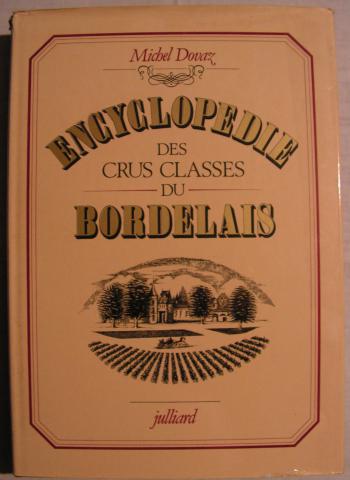 Michel Dovaz
ENCYCLOPEDIE
DES
CRUS CLASSES
DU
BORDELAIS
julliard